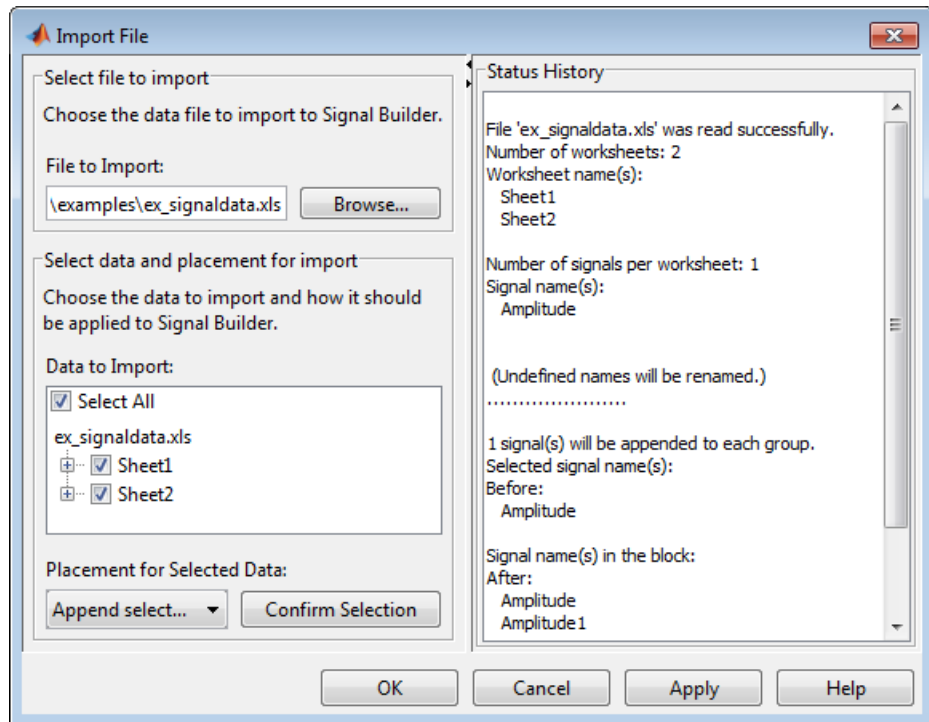 Import File
Select file to import
Choose the data file to import to Signal Builder.
File to Import:
\examples\ex_signaldata.xls
Browse...
Select data and placement for import
Choose the data to import and how it should
be applied to Signal Builder.
Data to Import:
Select All
ex_signaldata.xls
Sheet1
Sheet2
Placement for Selected Data:
Append select...
Confirm Selection
Status History
File 'ex_signaldata.xls' was read successfully.
Number of worksheets: 2
Worksheet name(s):
Sheet1
Sheet2
Number of signals per worksheet: 1
Signal name(s):
Amplitude
(Undefined names will be renamed.)
......................
1 signal(s) will be appended to each group.
Selected signal name(s):
Before:
Amplitude
Signal name(s) in the block:
After:
Amplitude
Amplitude1
OK
Cancel
Apply
Help